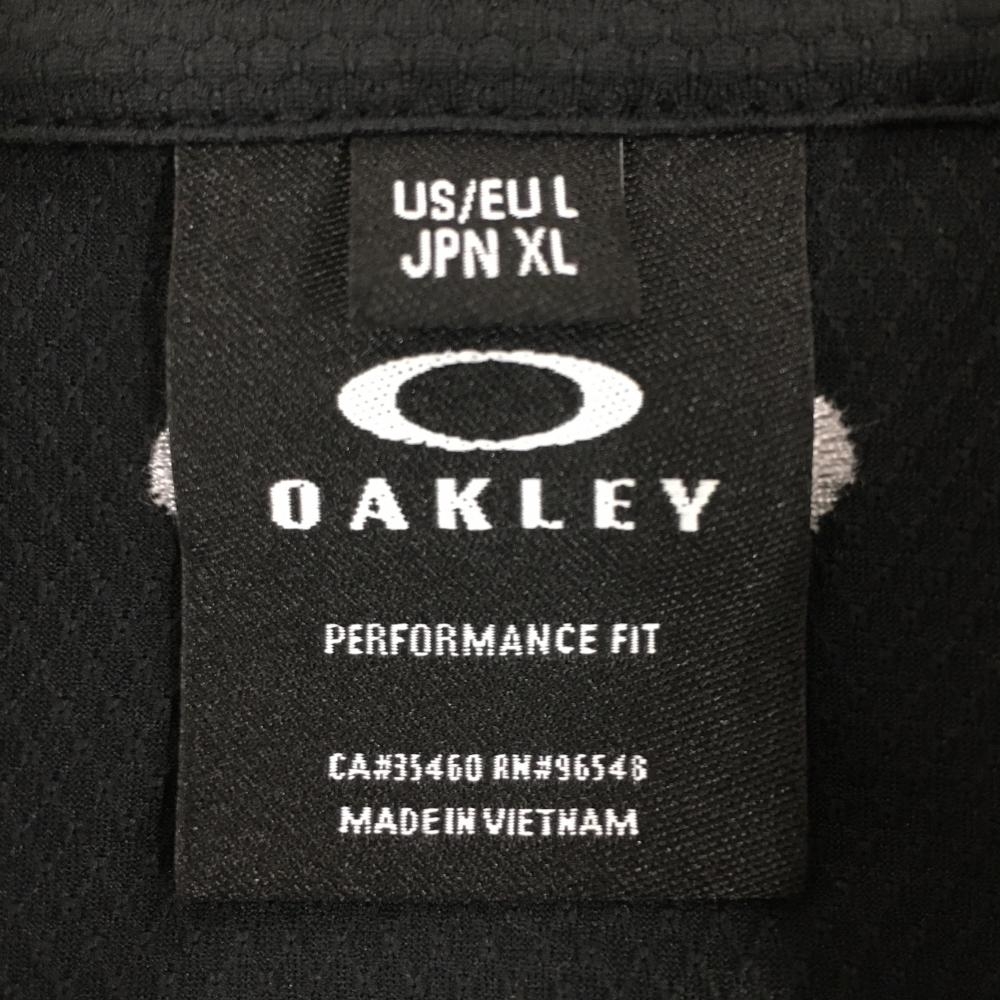 US/EU L
JPN XL
OAKLEY
PERFORMANCE FIT
CA#35460 RN#96548
MADE IN VIETNAM